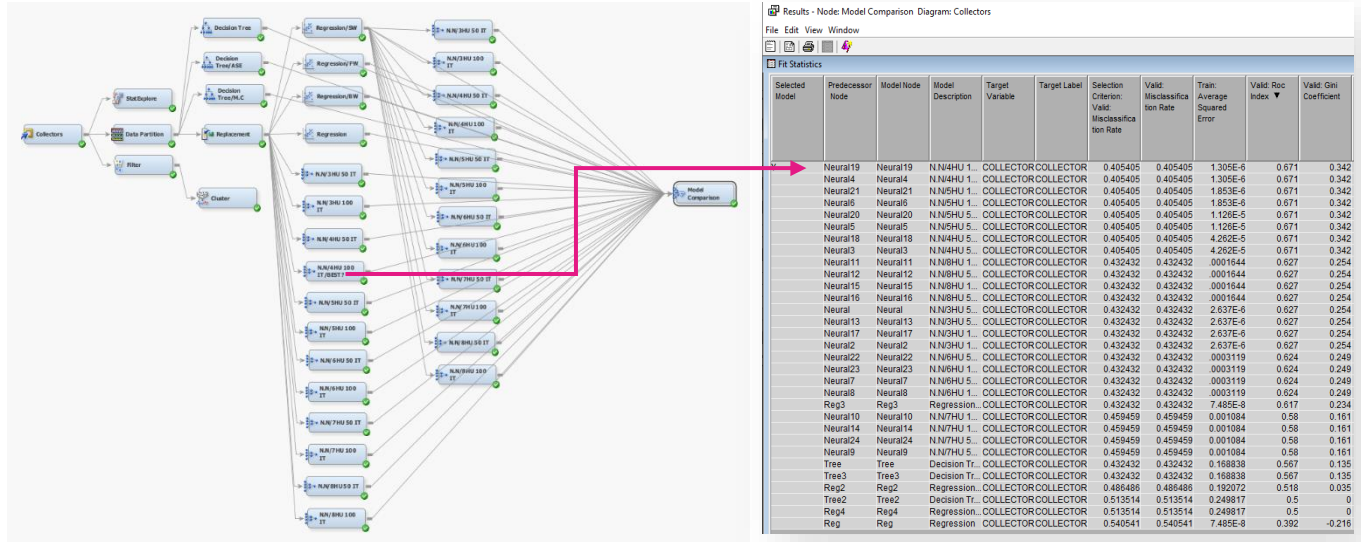 Decision Tree
Decision
Tree/ASE
Decision
Tree/M.C
StatExplore
Collectors
Data Partition
Replacement
Filter
Cluster
Regression/SW
Regression/FW
Regression/BW
Regression
N.N/3HU 50 IT
N.N/3HU 100
IT
N.N/ 4HU 50 IT
N.N/4HU 100
IT/BEST?
N.N/5HU 50 IT
N.N/ 5HU 100
IT
N.N/6HU 50 IT
N.N/6HU 100
IT
N.N/ 7HU 50 IT
N.N/7HU 100
IT
N.N/ 8HU50 IT
N.N/ 8HU 100
IT
N.N/ 3HU 50 IT
N.N/3HU 100
IT
N.N/4HU 50 IT
N.N/4HU100
IT
N.N/5HU 50 IT
N.N/5HU 100
IT
N.N/6HU 50 IT
N.N/6HU100
IT
N.N/7HU 50 IT
N.N/7HU100
IT
N.N/ 8HU 50 IT
N.N/8HU 100
IT
Model
Comparison
Results - Node: Model Comparison Diagram: Collectors
File Edit View Window
Fit Statistics
Selected Model Predecessor Node Model Node Model Description Target Variable Target Label Selection Criterion: Valid: Misclassifica tion Rate Valid: Misclassifica tion Rate Train: Average Squared Error Valid: Roc Index ▼ Valid: Gini Coefficient
Y Neural19 Neural19 N.N/4HU 1... COLLECTOR COLLECTOR 0.405405 0.405405 1.305E-6 0.671 0.342
Neural4 Neural4 N.N/4HU 1... COLLECTOR COLLECTOR 0.405405 0.405405 1.305E-6 0.671 0.342
Neural21 Neural21 N.N/5HU 1... COLLECTOR COLLECTOR 0.405405 0.405405 1.853E-6 0.671 0.342
Neural6 Neural6 N.N/5HU 1... COLLECTOR COLLECTOR 0.405405 0.405405 1.853E-6 0.671 0.342
Neural20 Neural20 N.N/5HU 5... COLLECTOR COLLECTOR 0.405405 0.405405 1.126E-5 0.671 0.342
Neural5 Neural5 N.N/5HU 5... COLLECTOR COLLECTOR 0.405405 0.405405 1.126E-5 0.671 0.342
Neural18 Neural18 N.N/4HU 5... COLLECTOR COLLECTOR 0.405405 0.405405 4.262E-5 0.671 0.342
Neural3 Neural3 N.N/4HU 5... COLLECTOR COLLECTOR 0.405405 0.405405 4.262E-5 0.671 0.342
Neural11 Neural11 N.N/8HU 1... COLLECTOR COLLECTOR 0.432432 0.432432 .0001644 0.627 0.254
Neural12 Neural12 N.N/8HU 5... COLLECTOR COLLECTOR 0.432432 0.432432 .0001644 0.627 0.254
Neural15 Neural15 N.N/8HU 1... COLLECTOR COLLECTOR 0.432432 0.432432 .0001644 0.627 0.254
Neural16 Neural16 N.N/8HU 5... COLLECTOR COLLECTOR 0.432432 0.432432 .0001644 0.627 0.254
Neural Neural N.N/3HU 5... COLLECTOR COLLECTOR 0.432432 0.432432 2.637E-6 0.627 0.254
Neural13 Neural13 N.N/3HU 5... COLLECTOR COLLECTOR 0.432432 0.432432 2.637E-6 0.627 0.254
Neural17 Neural17 N.N/3HU 1... COLLECTOR COLLECTOR 0.432432 0.432432 2.637E-6 0.627 0.254
Neural2 Neural2 N.N/3HU 1... COLLECTOR COLLECTOR 0.432432 0.432432 2.637E-6 0.627 0.254
Neural22 Neural22 N.N/6HU 5... COLLECTOR COLLECTOR 0.432432 0.432432 .0003119 0.624 0.249
Neural23 Neural23 N.N/6HU 1... COLLECTOR COLLECTOR 0.432432 0.432432 .0003119 0.624 0.249
Neural7 Neural7 N.N/6HU 5... COLLECTOR COLLECTOR 0.432432 0.432432 .0003119 0.624 0.249
Neural8 Neural8 N.N/6HU 1... COLLECTOR COLLECTOR 0.432432 0.432432 .0003119 0.624 0.249
Reg3 Reg3 Regression... COLLECTOR COLLECTOR 0.432432 0.432432 7.485E-8 0.617 0.234
Neural10 Neural10 N.N/7HU 1... COLLECTOR COLLECTOR 0.459459 0.459459 0.001084 0.58 0.161
Neural14 Neural14 N.N/7HU 1... COLLECTOR COLLECTOR 0.459459 0.459459 0.001084 0.58 0.161
Neural24 Neural24 N.N/7HU 5... COLLECTOR COLLECTOR 0.459459 0.459459 0.001084 0.58 0.161
Neural9 Neural9 N.N/7HU 5... COLLECTOR COLLECTOR 0.459459 0.459459 0.001084 0.58 0.161
Tree Tree Decision Tr... COLLECTOR COLLECTOR 0.432432 0.432432 0.168838 0.567 0.135
Tree3 Tree3 Decision Tr... COLLECTOR COLLECTOR 0.432432 0.432432 0.168838 0.567 0.135
Reg2 Reg2 Regression... COLLECTOR COLLECTOR 0.486486 0.486486 0.192072 0.518 0.035
Tree2 Tree2 Decision Tr... COLLECTOR COLLECTOR 0.513514 0.513514 0.249817 0.5 0
Reg4 Reg4 Regression... COLLECTOR COLLECTOR 0.513514 0.513514 0.249817 0.5 0
Reg Reg Regression COLLECTOR COLLECTOR 0.540541 0.540541 7.485E-8 0.392 -0.216